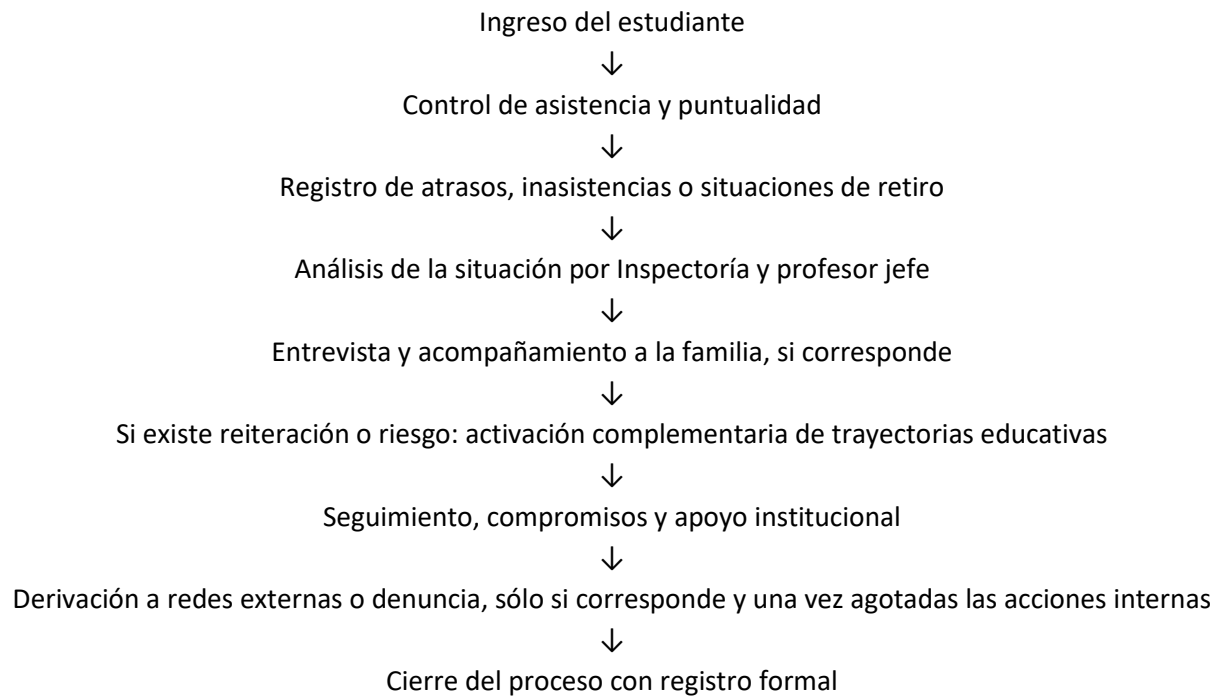 Ingreso del estudiante
↓
Control de asistencia y puntualidad
↓
Registro de atrasos, inasistencias o situaciones de retiro
↓
Análisis de la situación por Inspectoría y profesor jefe
↓
Entrevista y acompañamiento a la familia, si corresponde
↓
Si existe reiteración o riesgo: activación complementaria de trayectorias educativas
↓
Seguimiento, compromisos y apoyo institucional
↓
Derivación a redes externas o denuncia, sólo si corresponde y una vez agotadas las acciones internas
↓
Cierre del proceso con registro formal